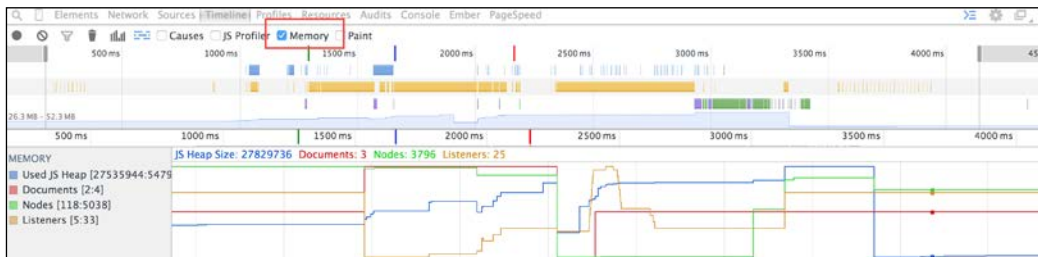 Elements Network Sources Timeline Profiles Resources Audits Console Ember PageSpeed
Causes JS Profiler Memory Paint
500 ms 1000 ms 1500 ms 2000 ms 2500 ms 3000 ms 3500 ms 4000 ms 45
26.3 MB – 52.3 MB
500 ms 1000 ms 1500 ms 2000 ms 2500 ms 3000 ms 3500 ms 4000 ms
MEMORY JS Heap Size: 27829736 Documents: 3 Nodes: 3796 Listeners: 25
Used JS Heap [27535944:5479
Documents [2:4]
Nodes [118:5038]
Listeners [5:33]